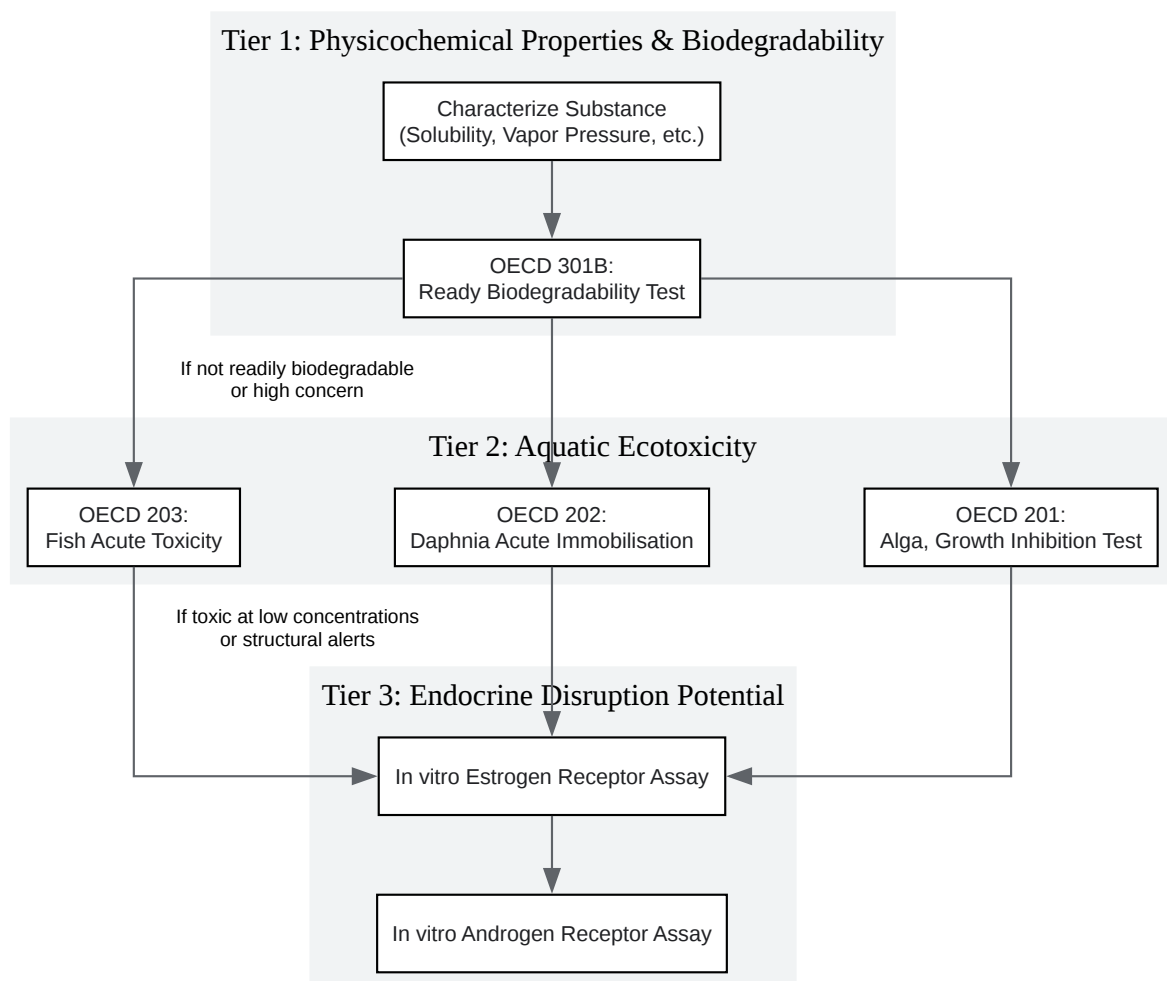 Tier 1: Physicochemical Properties & Biodegradability
Characterize Substance
(Solubility, Vapor Pressure, etc.)
OECD 301B:
Ready Biodegradability Test
If not readily biodegradable
or high concern
Tier 2: Aquatic Ecotoxicity
OECD 203:
Fish Acute Toxicity
OECD 202:
Daphnia Acute Immobilisation
OECD 201:
Alga, Growth Inhibition Test
If toxic at low concentrations
or structural alerts
Tier 3: Endocrine Disruption Potential
In vitro Estrogen Receptor Assay
In vitro Androgen Receptor Assay